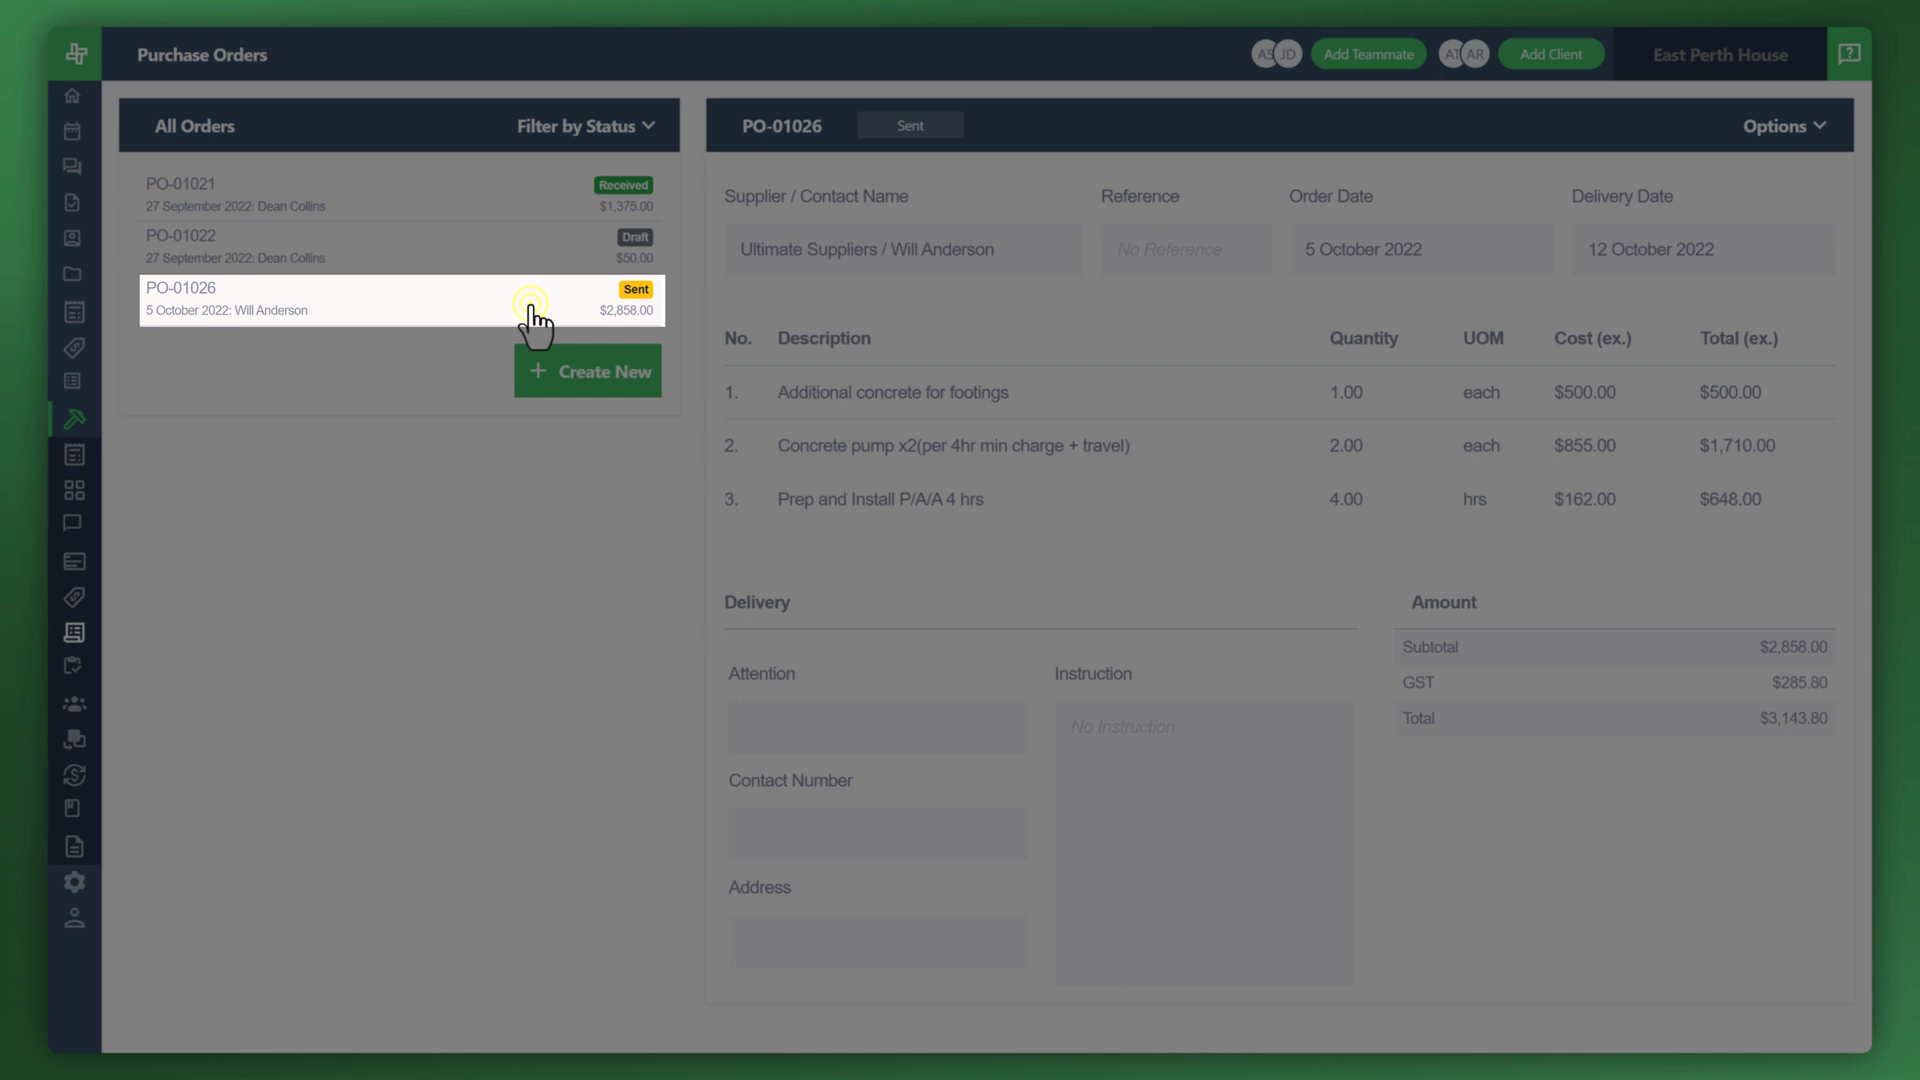 Purchase Orders
AS JD Add Teammate AT AR Add Client East Perth House
All Orders Filter by Status
PO-01021 Received
27 September 2022: Dean Collins $1,375.00
PO-01022 Draft
27 September 2022: Dean Collins $50.00
PO-01026 Sent
5 October 2022: Will Anderson $2,858.00
+ Create New
PO-01026 Sent Options
Supplier / Contact Name Reference Order Date Delivery Date
Ultimate Suppliers / Will Anderson No Reference 5 October 2022 12 October 2022
No. Description Quantity UOM Cost (ex.) Total (ex.)
1. Additional concrete for footings 1.00 each $500.00 $500.00
2. Concrete pump x2(per 4hr min charge + travel) 2.00 each $855.00 $1,710.00
3. Prep and Install P/A/A 4 hrs 4.00 hrs $162.00 $648.00
Delivery
Attention Instruction
No Instruction
Contact Number
Address
Amount
Subtotal $2,858.00
GST $285.80
Total $3,143.80